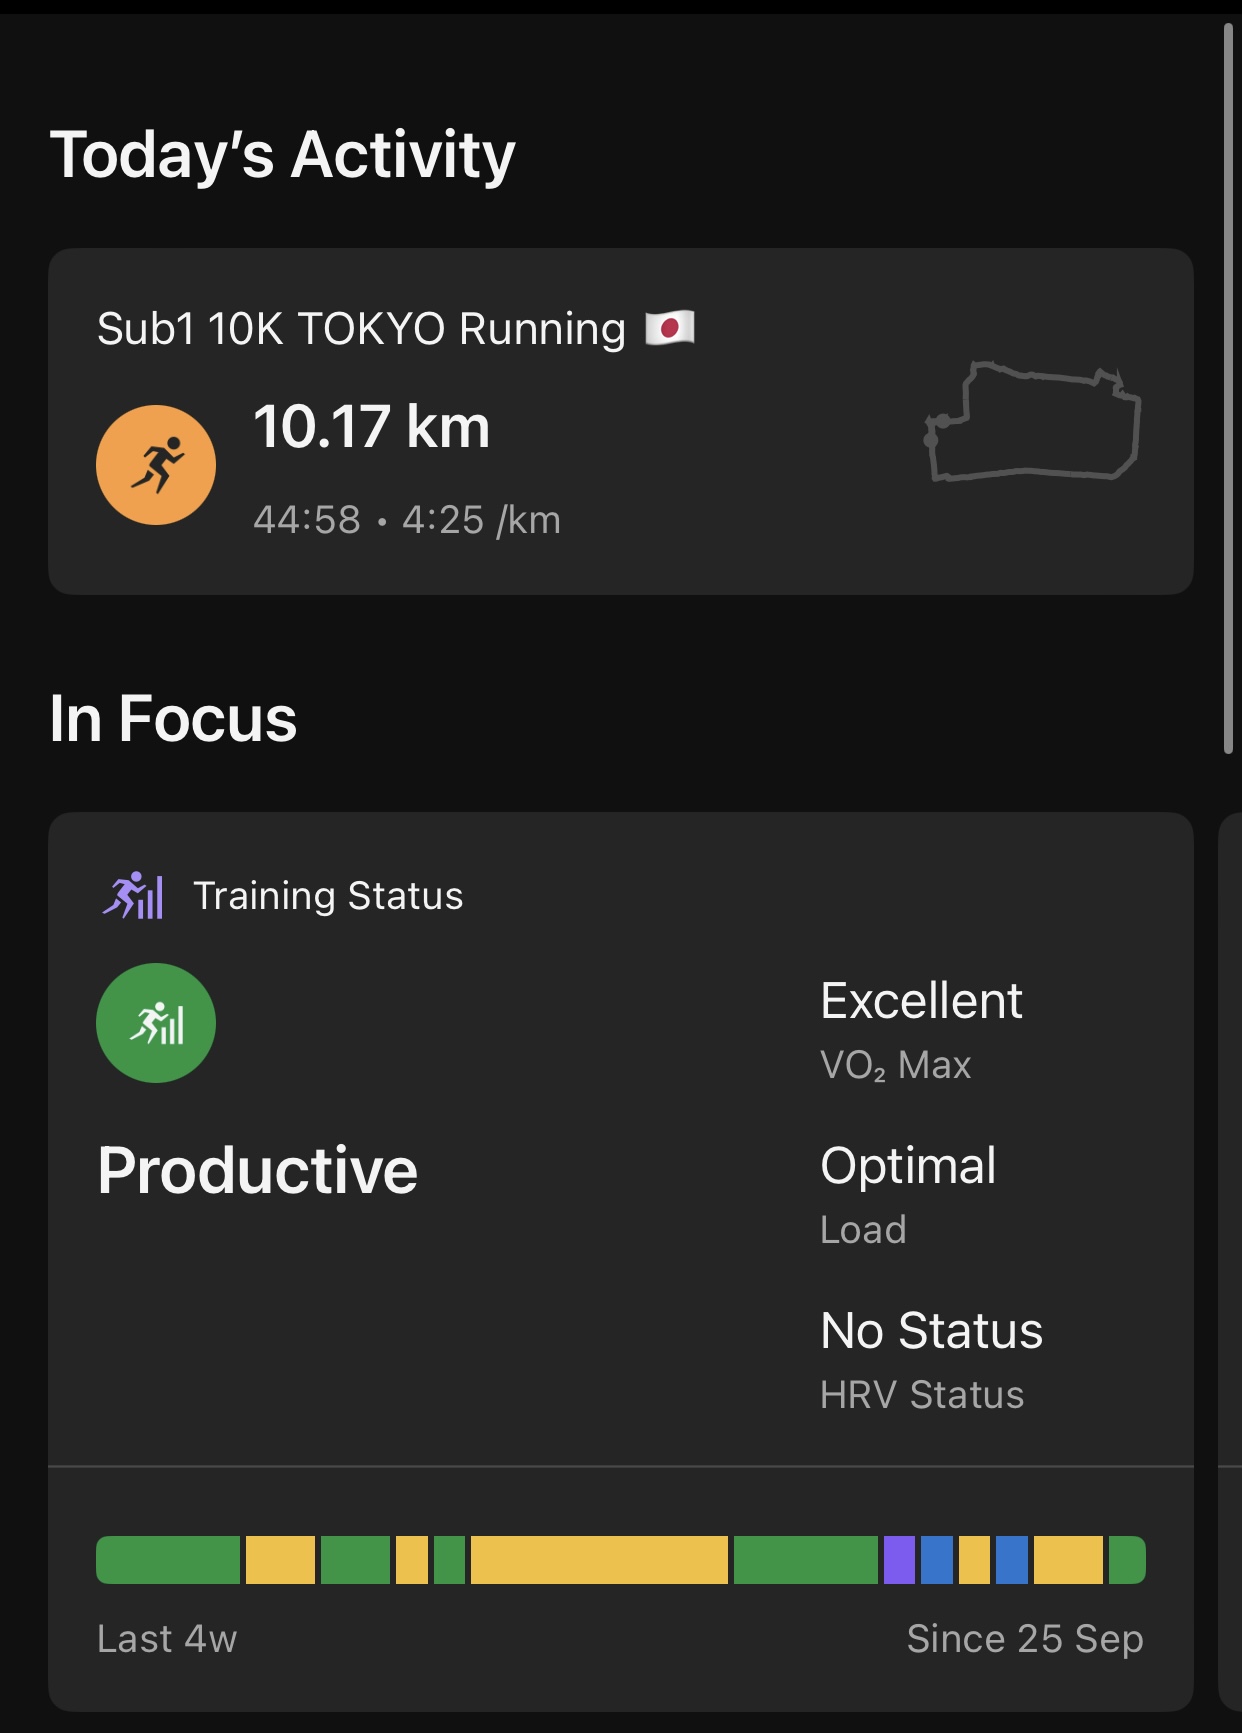 Today’s Activity
Sub1 10K TOKYO Running 🇯🇵
10.17 km
44:58 • 4:25 /km
In Focus
Training Status
Productive
Excellent
VO₂ Max
Optimal
Load
No Status
HRV Status
Last 4w
Since 25 Sep